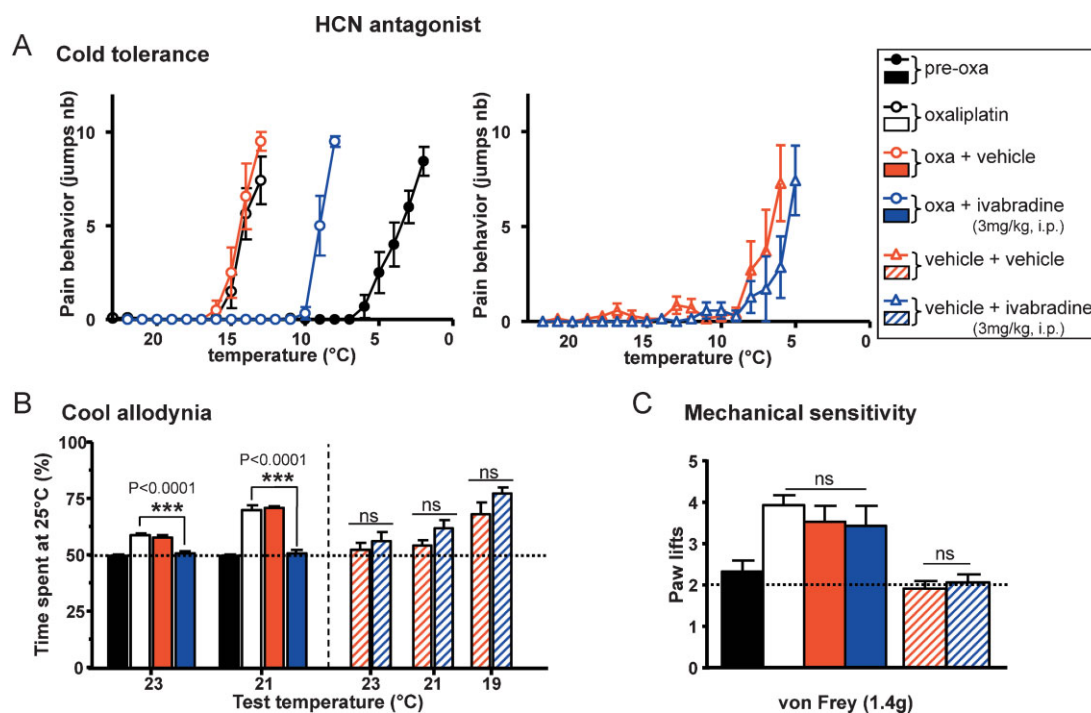 HCN antagonist
A
Cold tolerance
Pain behavior (jumps nb)
10
5
0
20
15
10
5
0
temperature (°C)
Pain behavior (jumps nb)
10
5
0
20
15
10
5
0
temperature (°C)
pre-oxa
oxaliplatin
oxa + vehicle
oxa + ivabradine
(3mg/kg, i.p.)
vehicle + vehicle
vehicle + ivabradine
(3mg/kg, i.p.)
B
Cool allodynia
Time spent at 25°C (%)
100
75
50
25
0
P<0.0001
***
P<0.0001
***
ns
ns
ns
23
21
23
21
19
Test temperature (°C)
C
Mechanical sensitivity
Paw lifts
5
4
3
2
1
0
ns
ns
von Frey (1.4g)